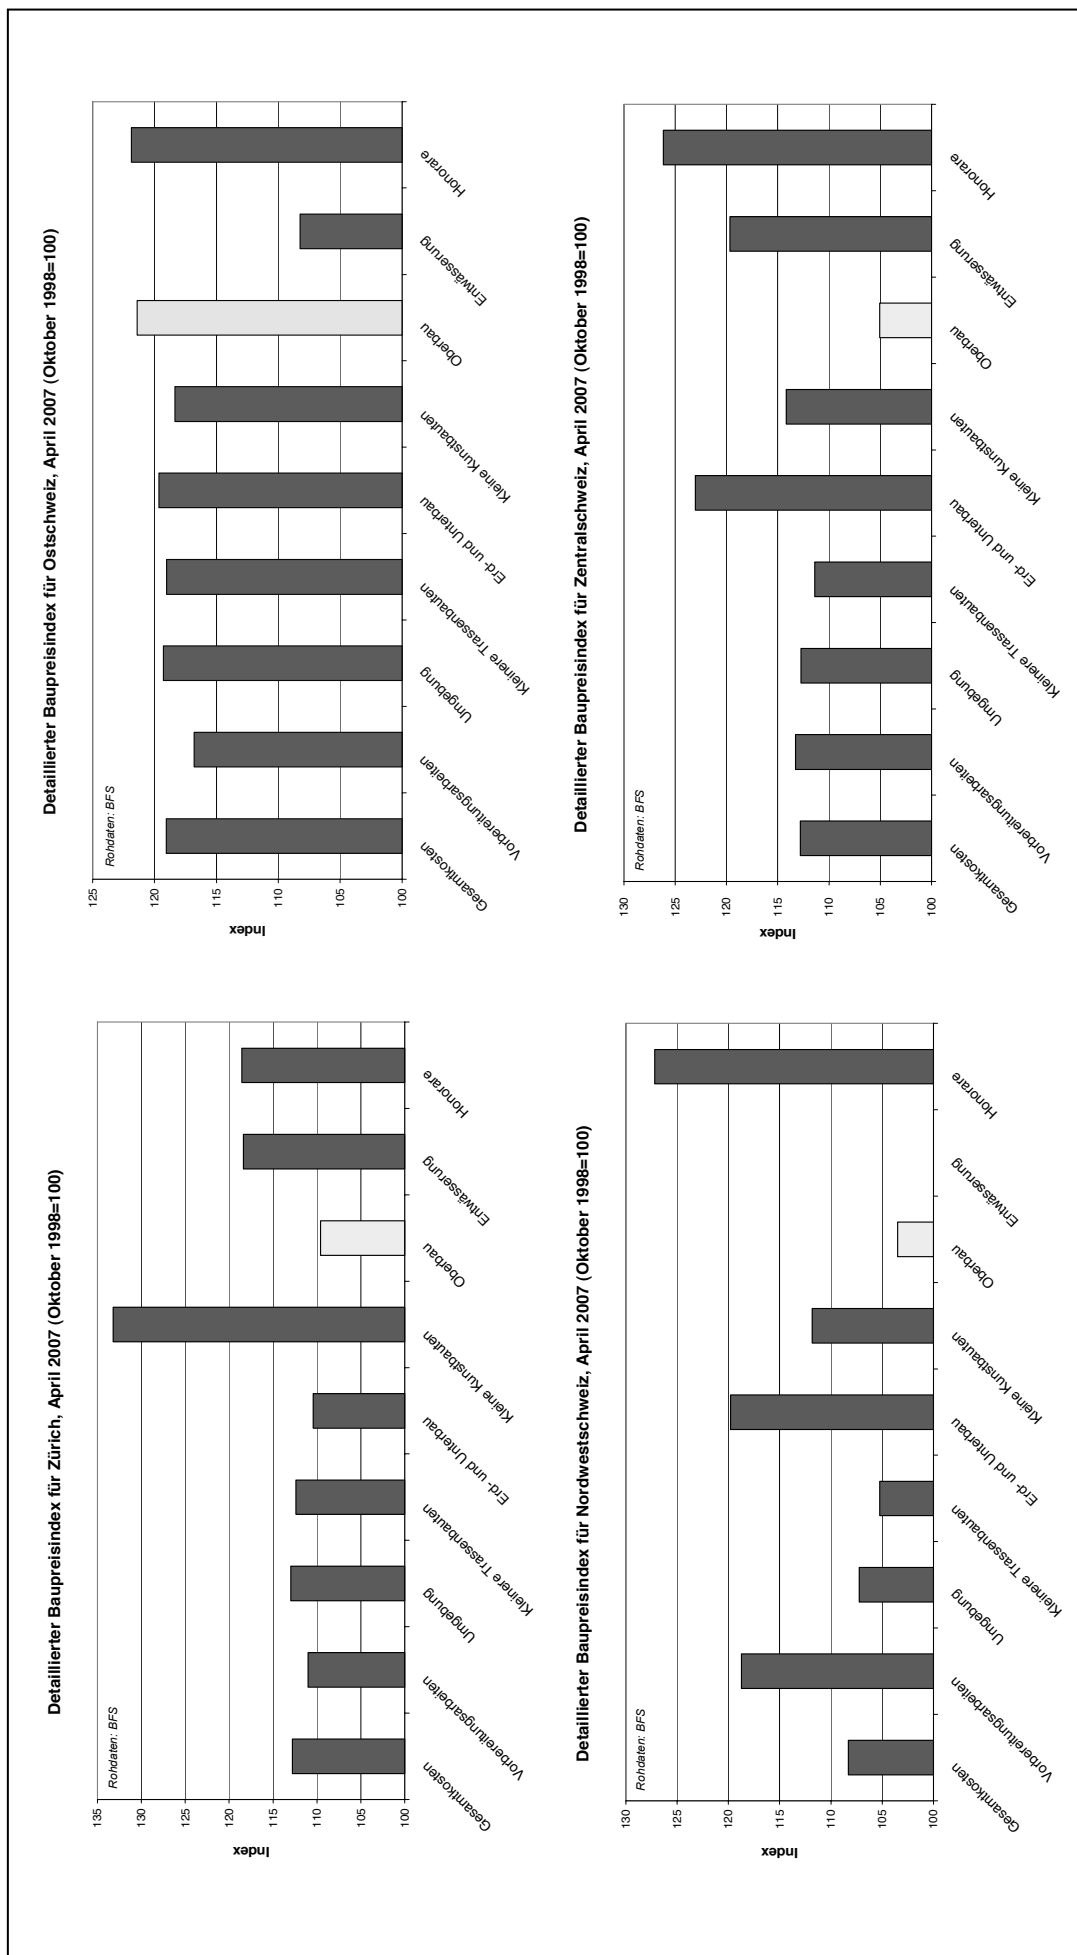 Detaillierter Baupreisindex für Zürich, April 2007 (Oktober 1998=100)
Rohdaten: BFS
Index
135
130
125
120
115
110
105
100
Gesamtkosten
Vorbereitungsarbeiten
Umgebung
Kleinere Trassenbauten
Erd- und Unterbau
Kleine Kunstbauten
Oberbau
Entwässerung
Honorare
Detaillierter Baupreisindex für Ostschweiz, April 2007 (Oktober 1998=100)
Rohdaten: BFS
Index
125
120
115
110
105
100
Gesamtkosten
Vorbereitungsarbeiten
Umgebung
Kleinere Trassenbauten
Erd- und Unterbau
Kleine Kunstbauten
Oberbau
Entwässerung
Honorare
Detaillierter Baupreisindex für Nordwestschweiz, April 2007 (Oktober 1998=100)
Rohdaten: BFS
Index
130
125
120
115
110
105
100
Gesamtkosten
Vorbereitungsarbeiten
Umgebung
Kleinere Trassenbauten
Erd- und Unterbau
Kleine Kunstbauten
Oberbau
Entwässerung
Honorare
Detaillierter Baupreisindex für Zentralschweiz, April 2007 (Oktober 1998=100)
Rohdaten: BFS
Index
130
125
120
115
110
105
100
Gesamtkosten
Vorbereitungsarbeiten
Umgebung
Kleinere Trassenbauten
Erd- und Unterbau
Kleine Kunstbauten
Oberbau
Entwässerung
Honorare